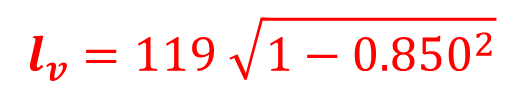 l_v = 119 √(1 − 0.850²)